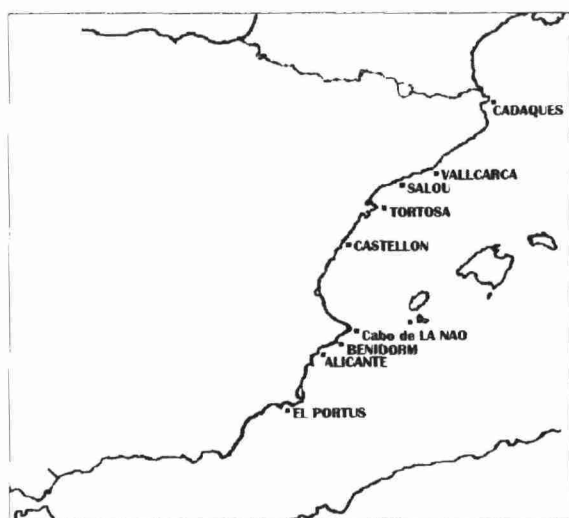 CADAQUES
VALLCARCA
SALOU
TORTOSA
CASTELLON
Cabo de LA NAO
BENIDORM
ALICANTE
EL PORTUS